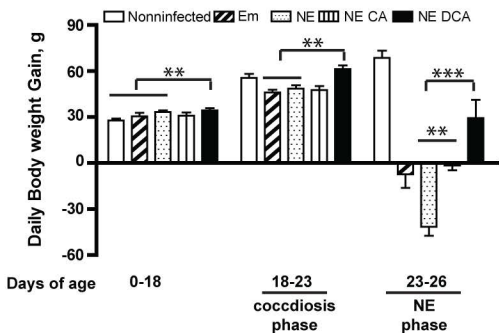 Nonninfected Em NE NE CA NE DCA
Daily Body weight Gain, g
90
60
30
0
-30
-60
**
**
***
**
Days of age 0-18 18-23 23-26
coccdiosis phase NE phase